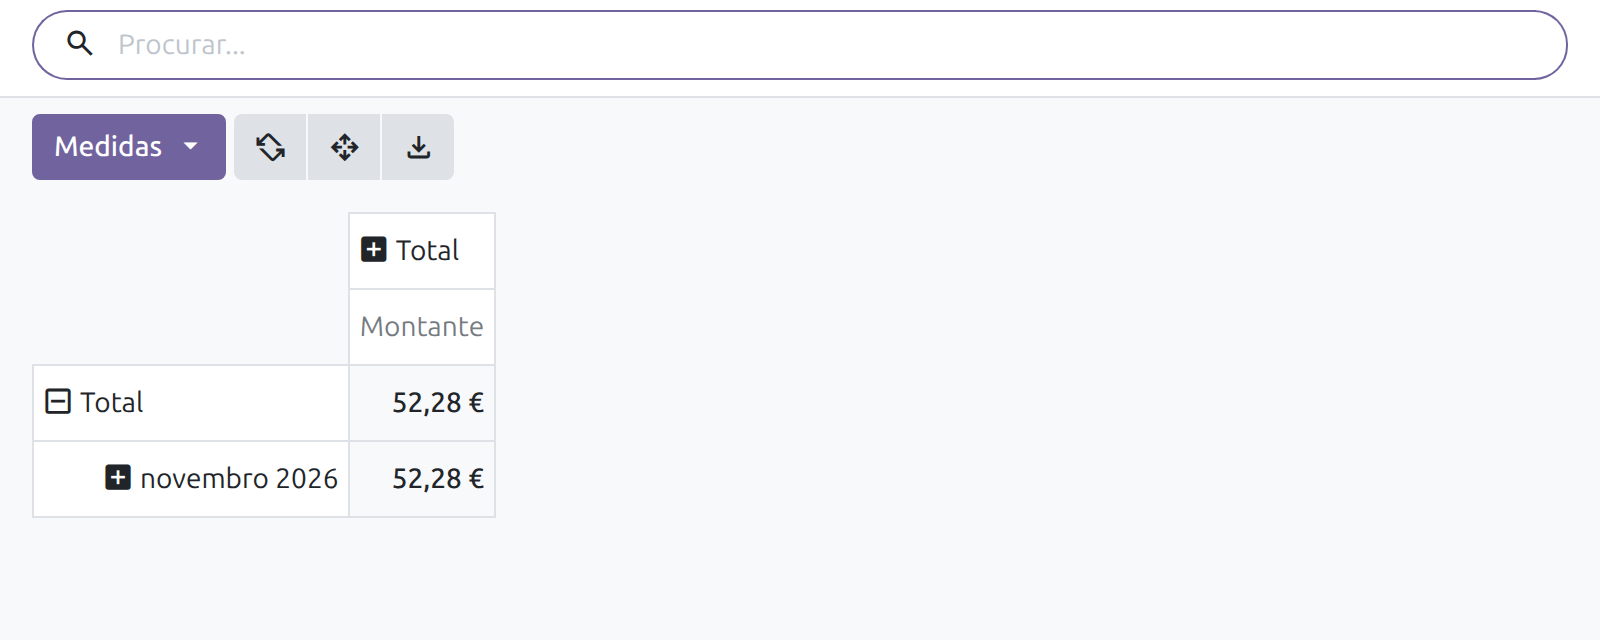 Procurar...
Medidas
Total
Montante
Total 52,28 €
novembro 2026 52,28 €